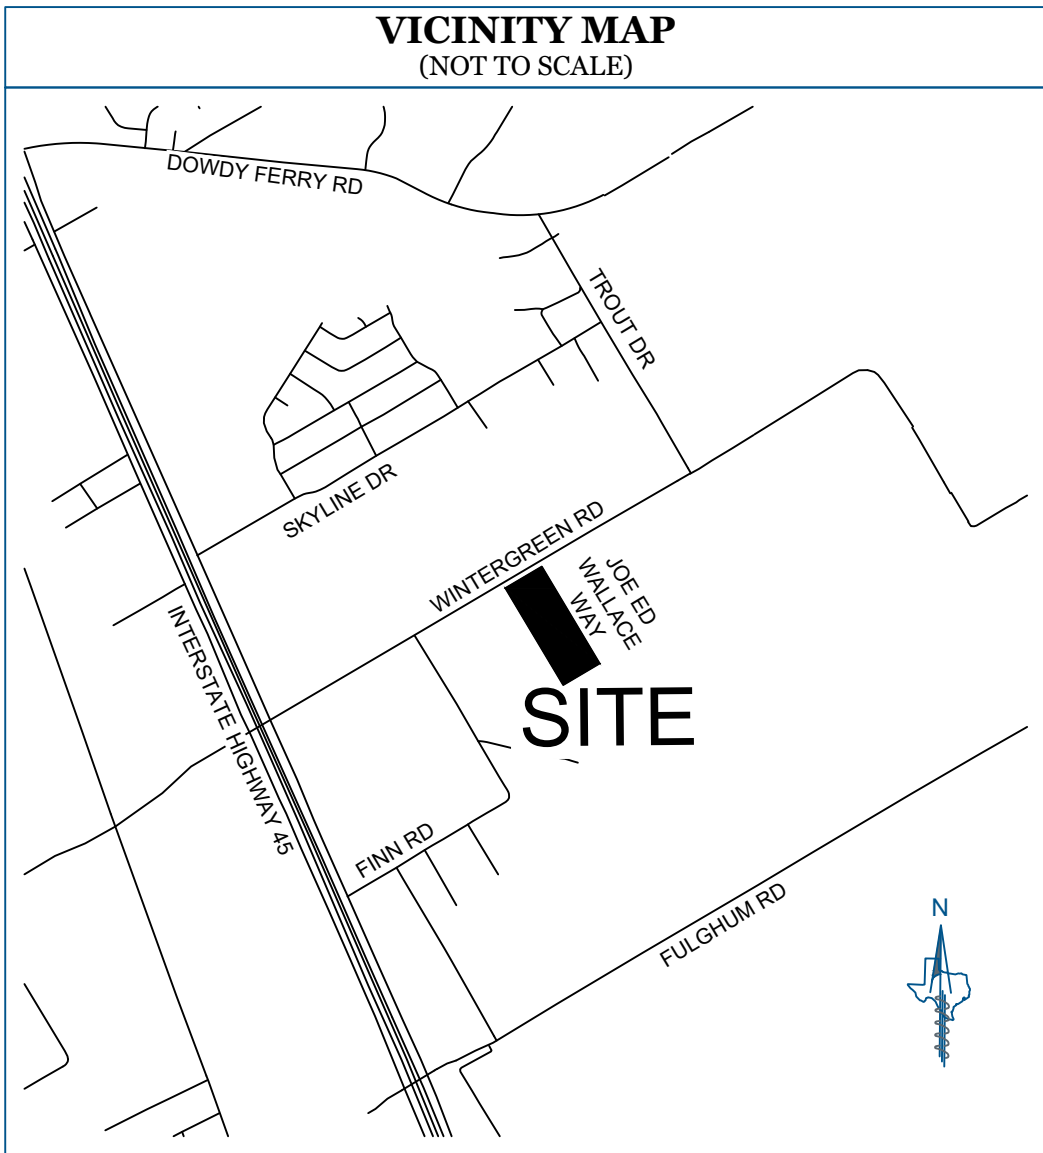 VICINITY MAP
(NOT TO SCALE)
DOWDY FERRY RD
TROUT DR
SKYLINE DR
WINTERGREEN RD
JOE ED
WALLACE
WAY
SITE
INTERSTATE HIGHWAY 45
FINN RD
FULGHUM RD
N